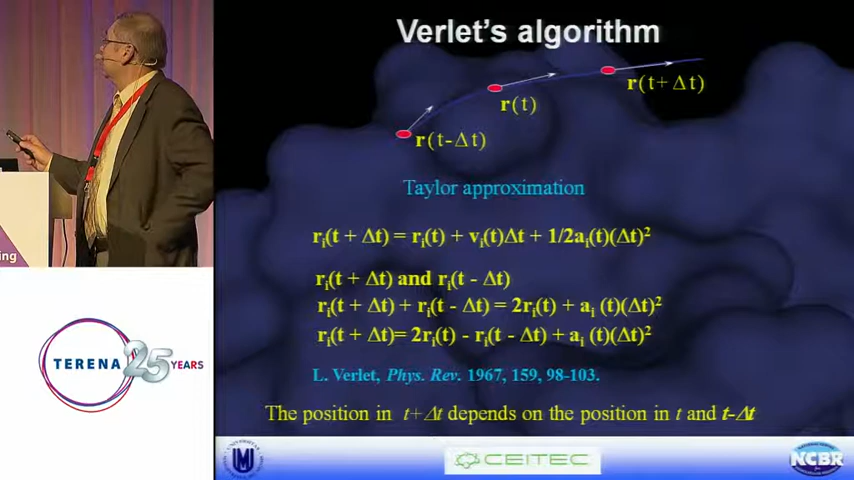 Verlet's algorithm
r(t+Δt)
r(t)
r(t-Δt)
Taylor approximation
rᵢ(t + Δt) = rᵢ(t) + vᵢ(t)Δt + 1/2aᵢ(t)(Δt)²
rᵢ(t + Δt) and rᵢ(t - Δt)
rᵢ(t + Δt) + rᵢ(t - Δt) = 2rᵢ(t) + aᵢ (t)(Δt)²
rᵢ(t + Δt)= 2rᵢ(t) - rᵢ(t - Δt) + aᵢ (t)(Δt)²
L. Verlet, Phys. Rev. 1967, 159, 98-103.
The position in t+Δt depends on the position in t and t-Δt
ing
TERENA 25 YEARS
CEITEC
NCBR